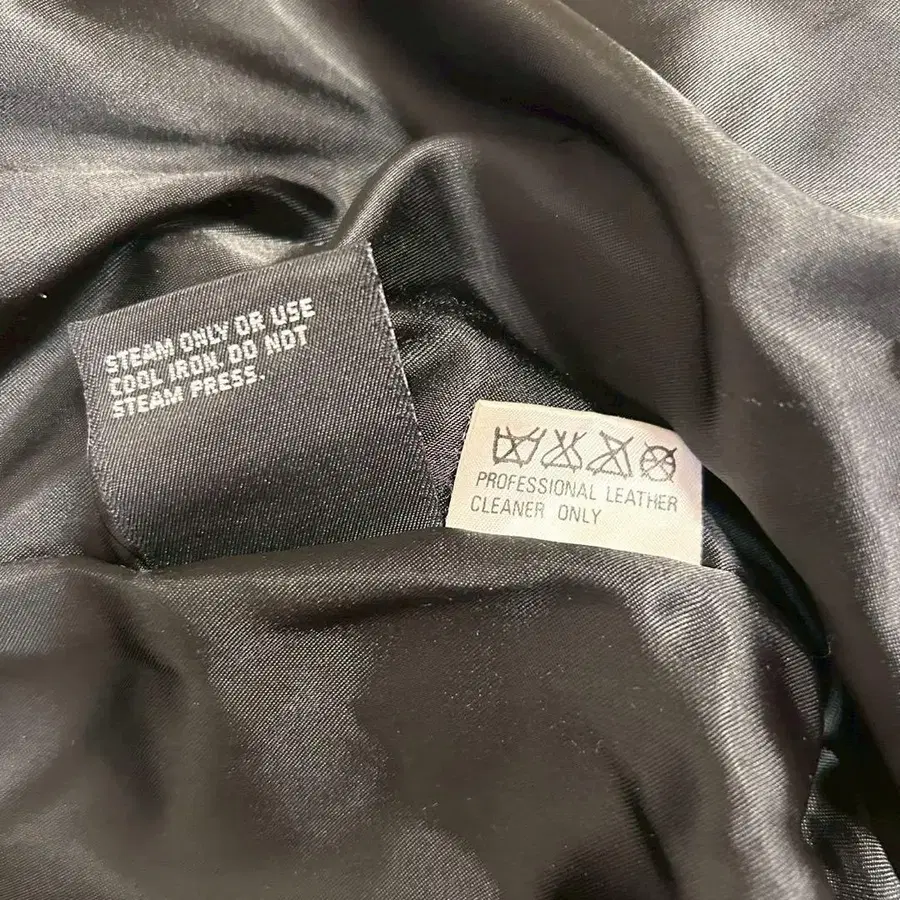 STEAM ONLY OR USE
COOL IRON. DO NOT
STEAM PRESS.
PROFESSIONAL LEATHER
CLEANER ONLY